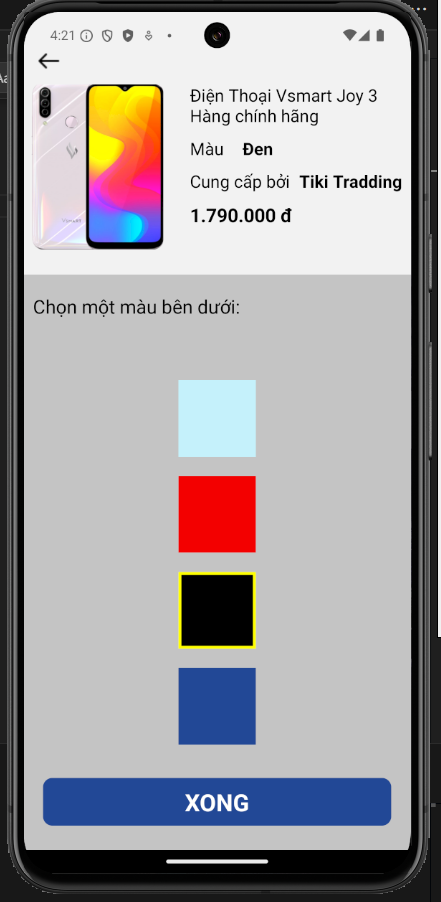 4:21
Điện Thoại Vsmart Joy 3
Hàng chính hãng
Màu Đen
Cung cấp bởi Tiki Tradding
1.790.000 đ
Chọn một màu bên dưới:
XONG